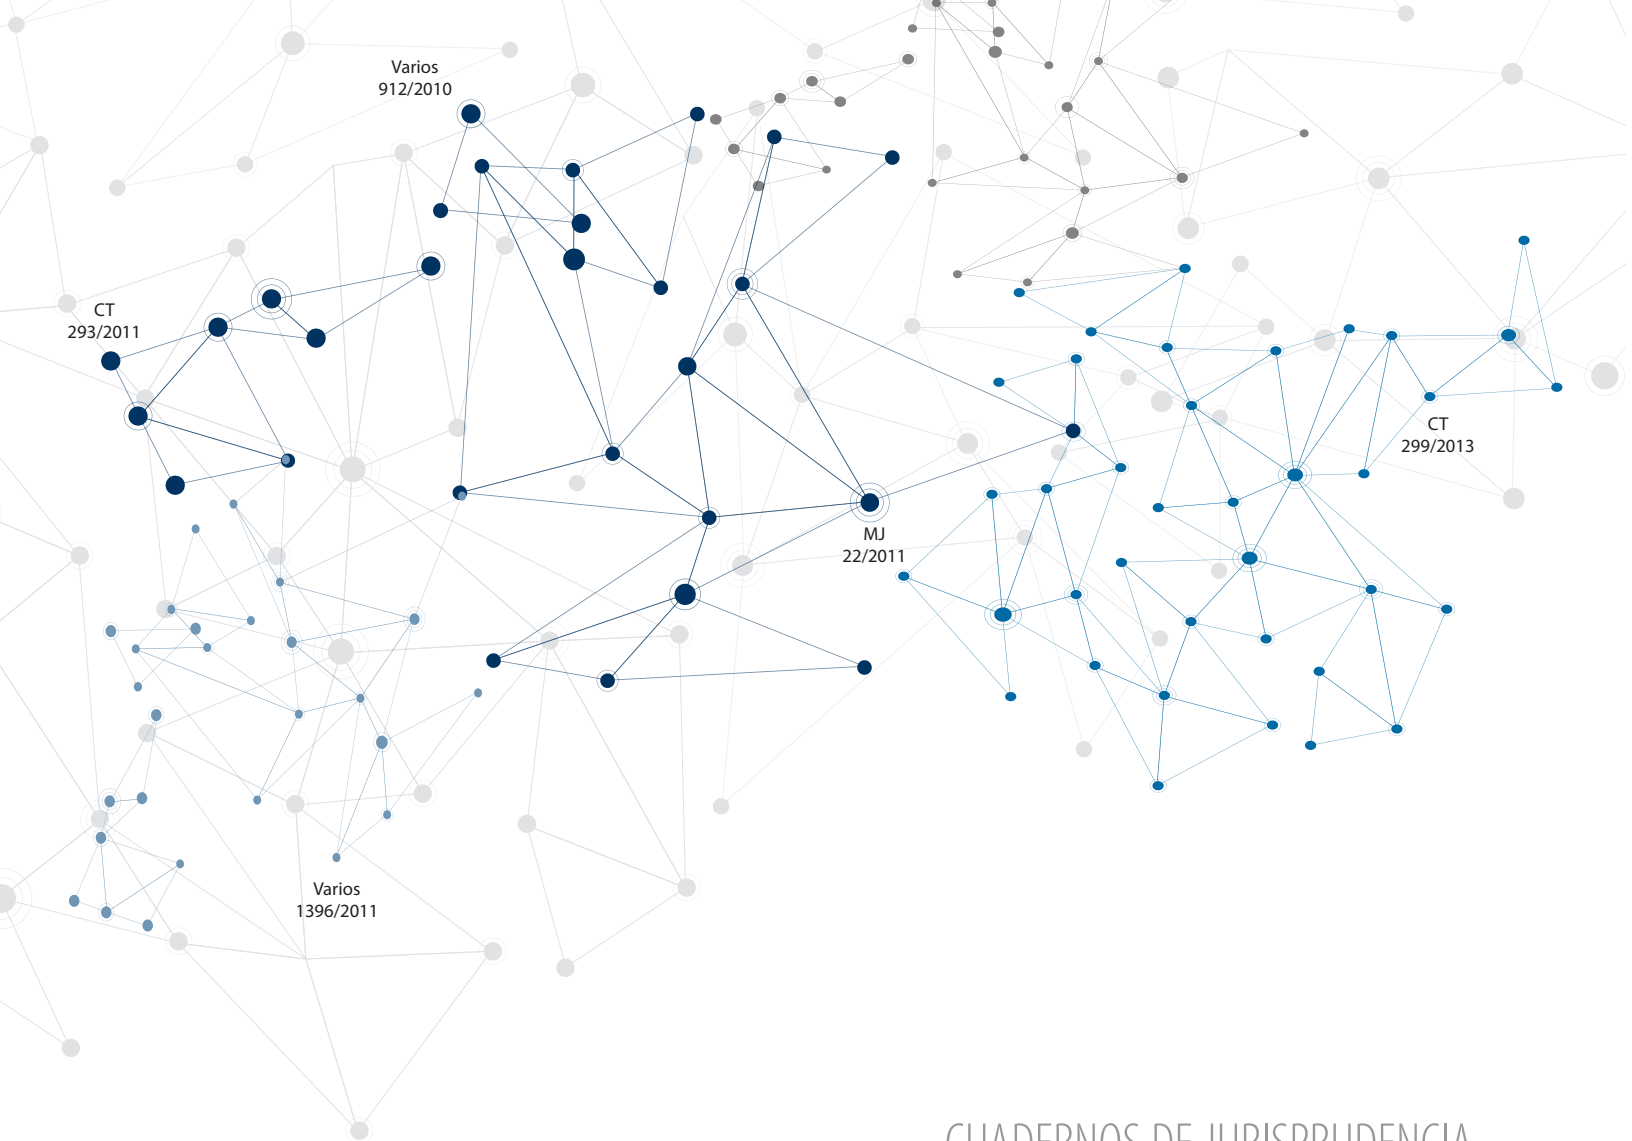 Varios
912/2010
CT
293/2011
CT
299/2013
MJ
22/2011
Varios
1396/2011
CUADERNOS DE JURISPRUDENCIA